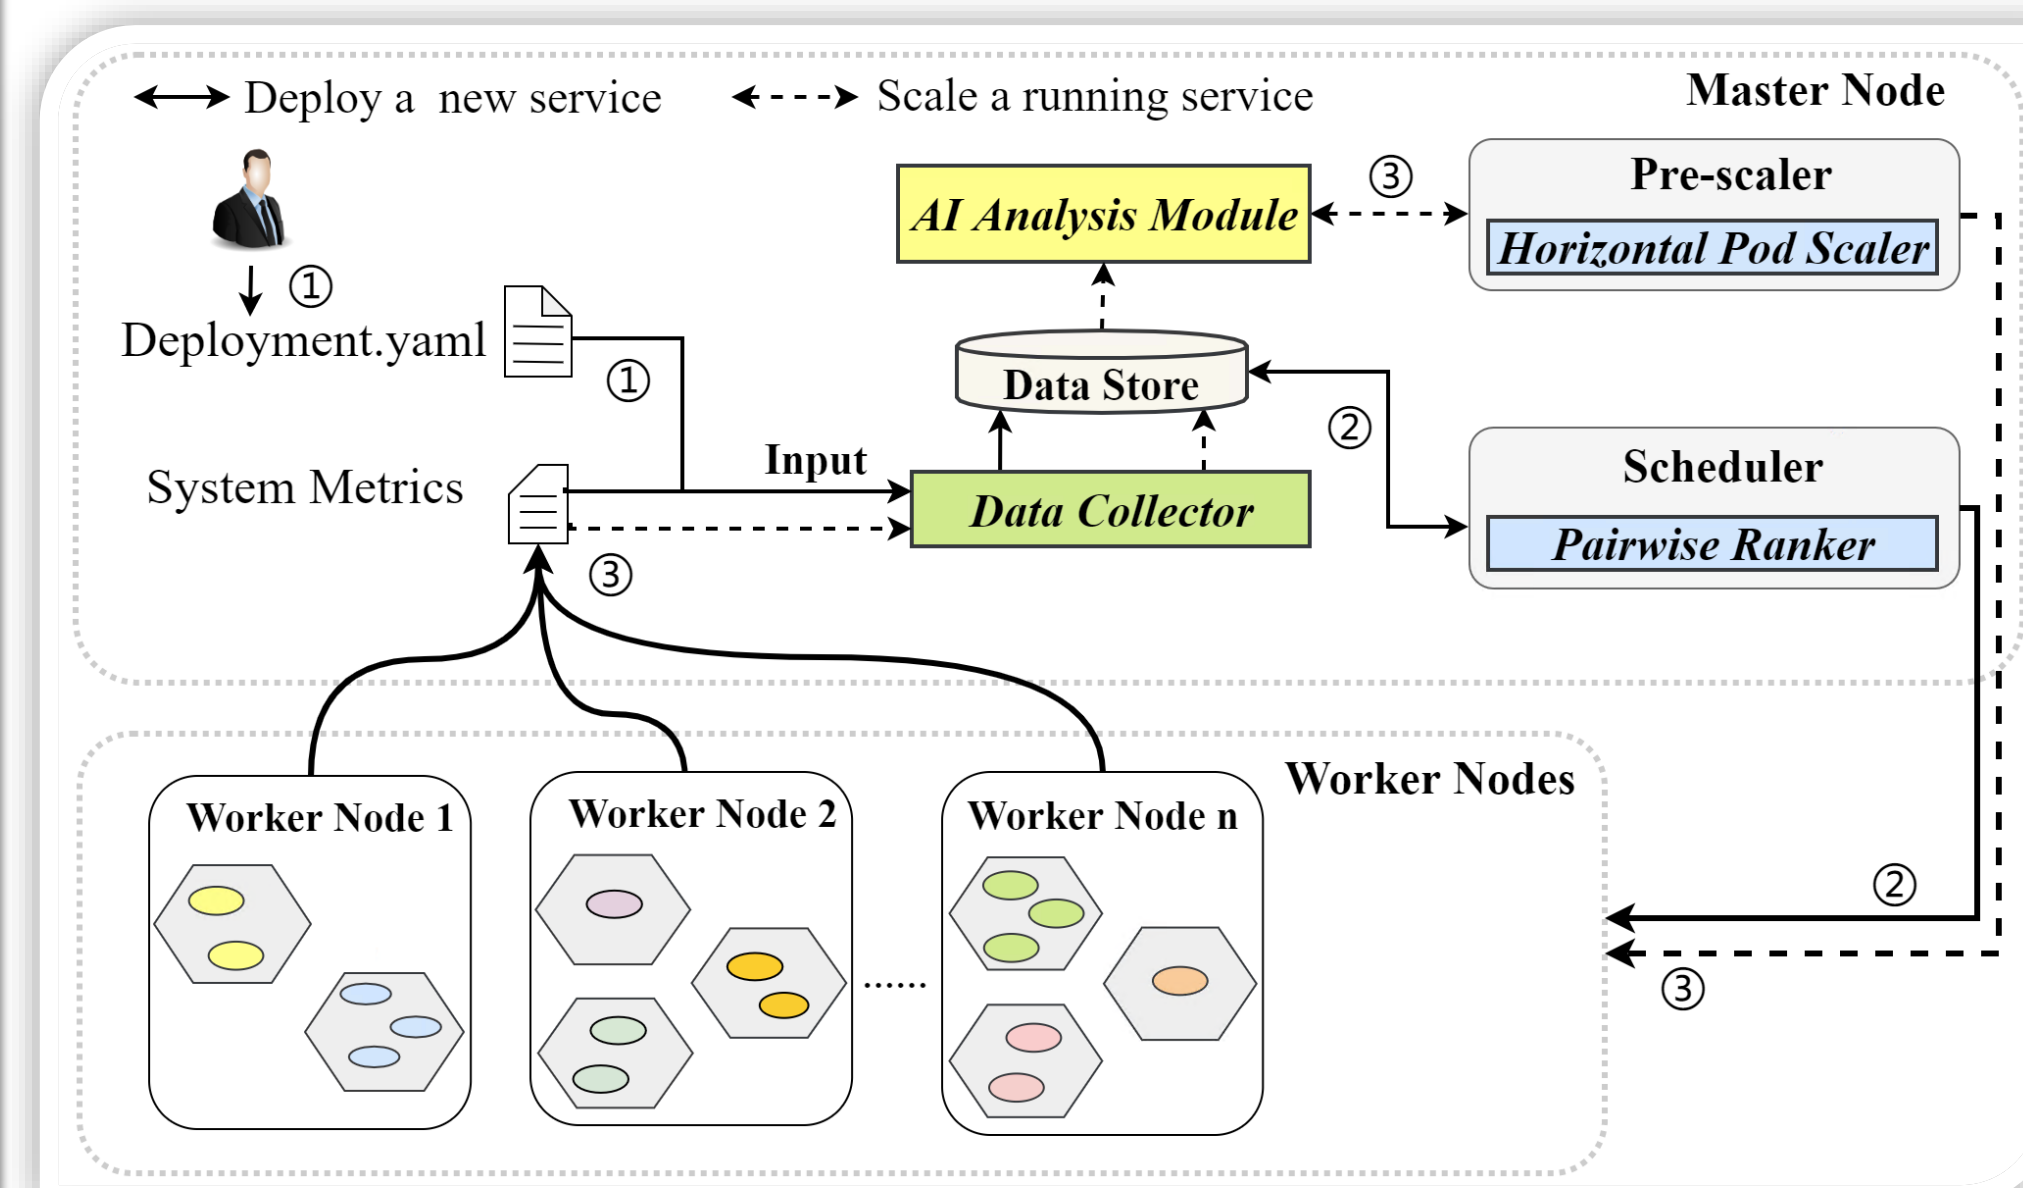 Deploy a new service
Scale a running service
Master Node
①
Deployment.yaml
①
System Metrics
③
Input
AI Analysis Module
③
Pre-scaler
Horizontal Pod Scaler
Data Store
②
Data Collector
Scheduler
Pairwise Ranker
Worker Nodes
Worker Node 1
Worker Node 2
......
Worker Node n
②
③